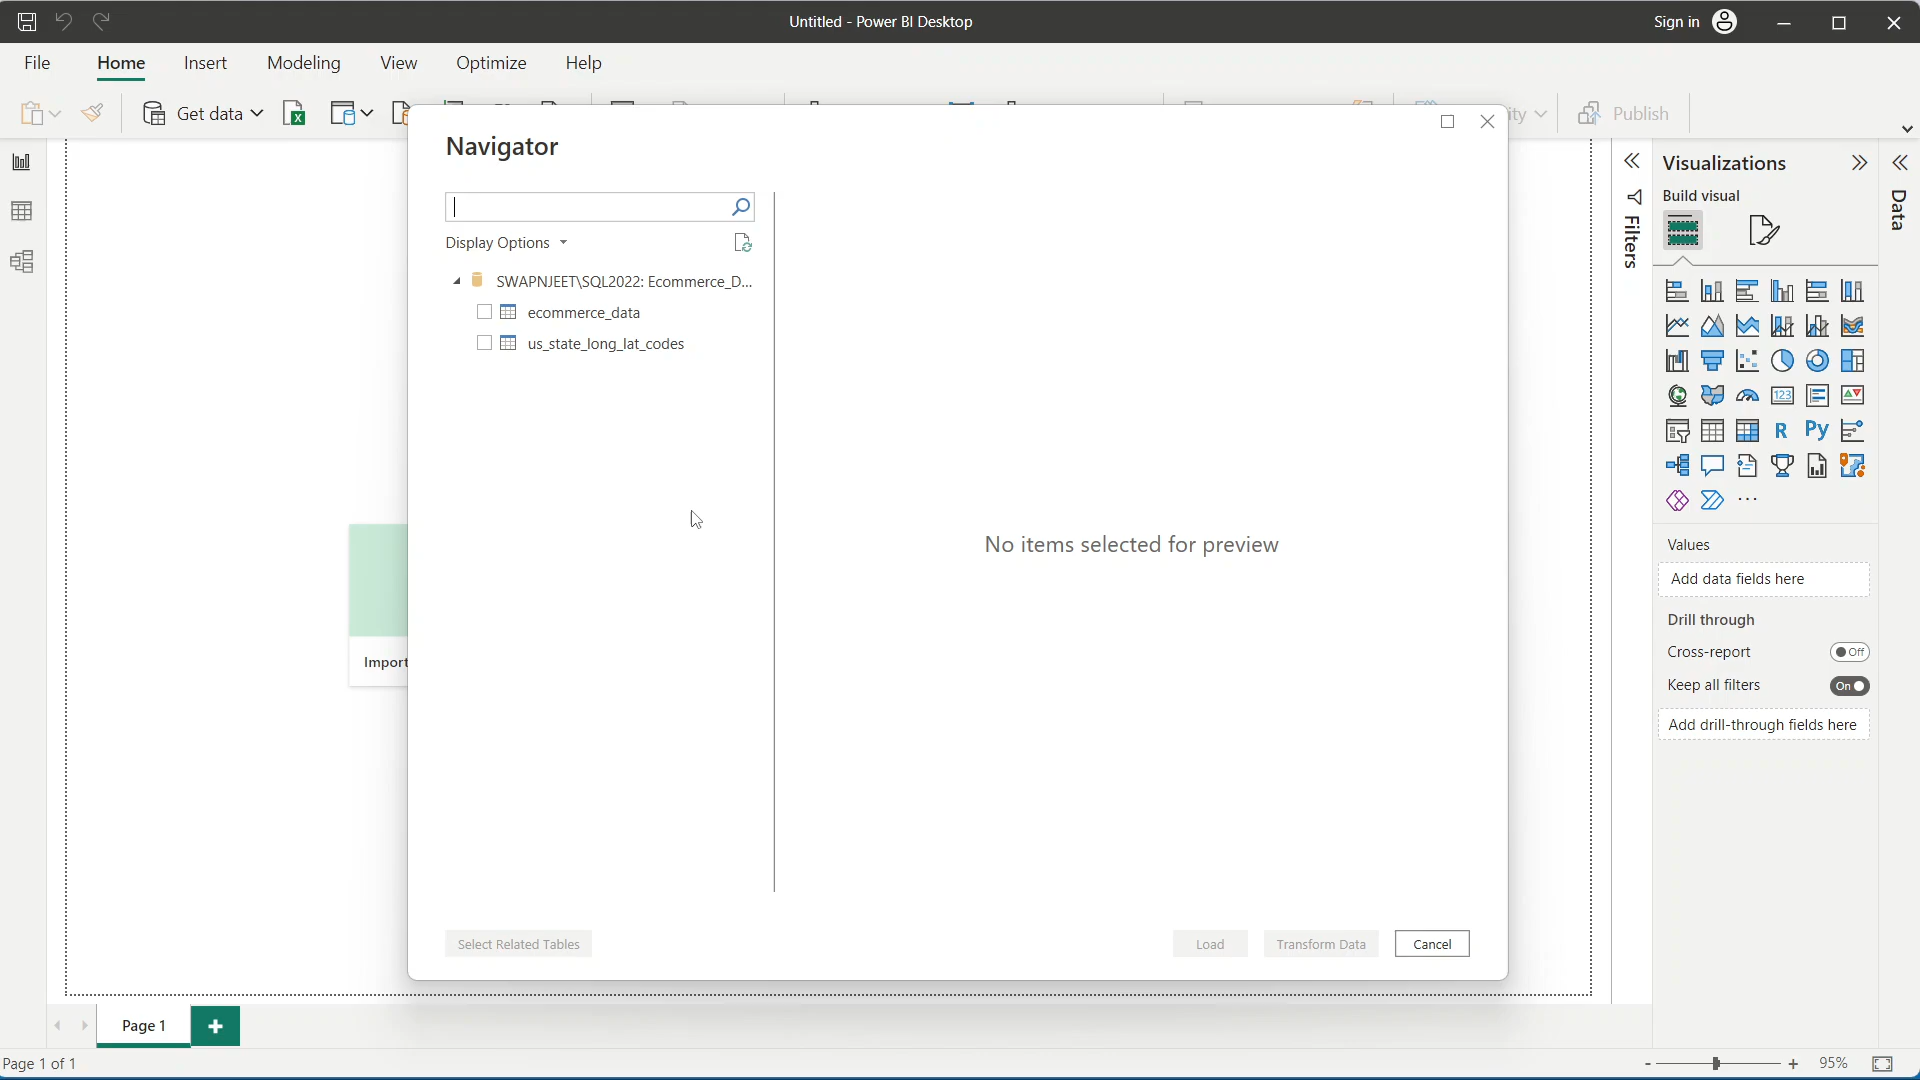 Untitled - Power BI Desktop
Sign in
File
Home
Insert
Modeling
View
Optimize
Help
Get data
Publish
Navigator
Display Options
SWAPNJEET\SQL2022: Ecommerce_D...
ecommerce_data
us_state_long_lat_codes
No items selected for preview
Select Related Tables
Load
Transform Data
Cancel
Import
Filters
Visualizations
Build visual
123
R
Py
...
Values
Add data fields here
Drill through
Cross-report
Off
Keep all filters
On
Add drill-through fields here
Data
Page 1
+
Page 1 of 1
-
+
95%